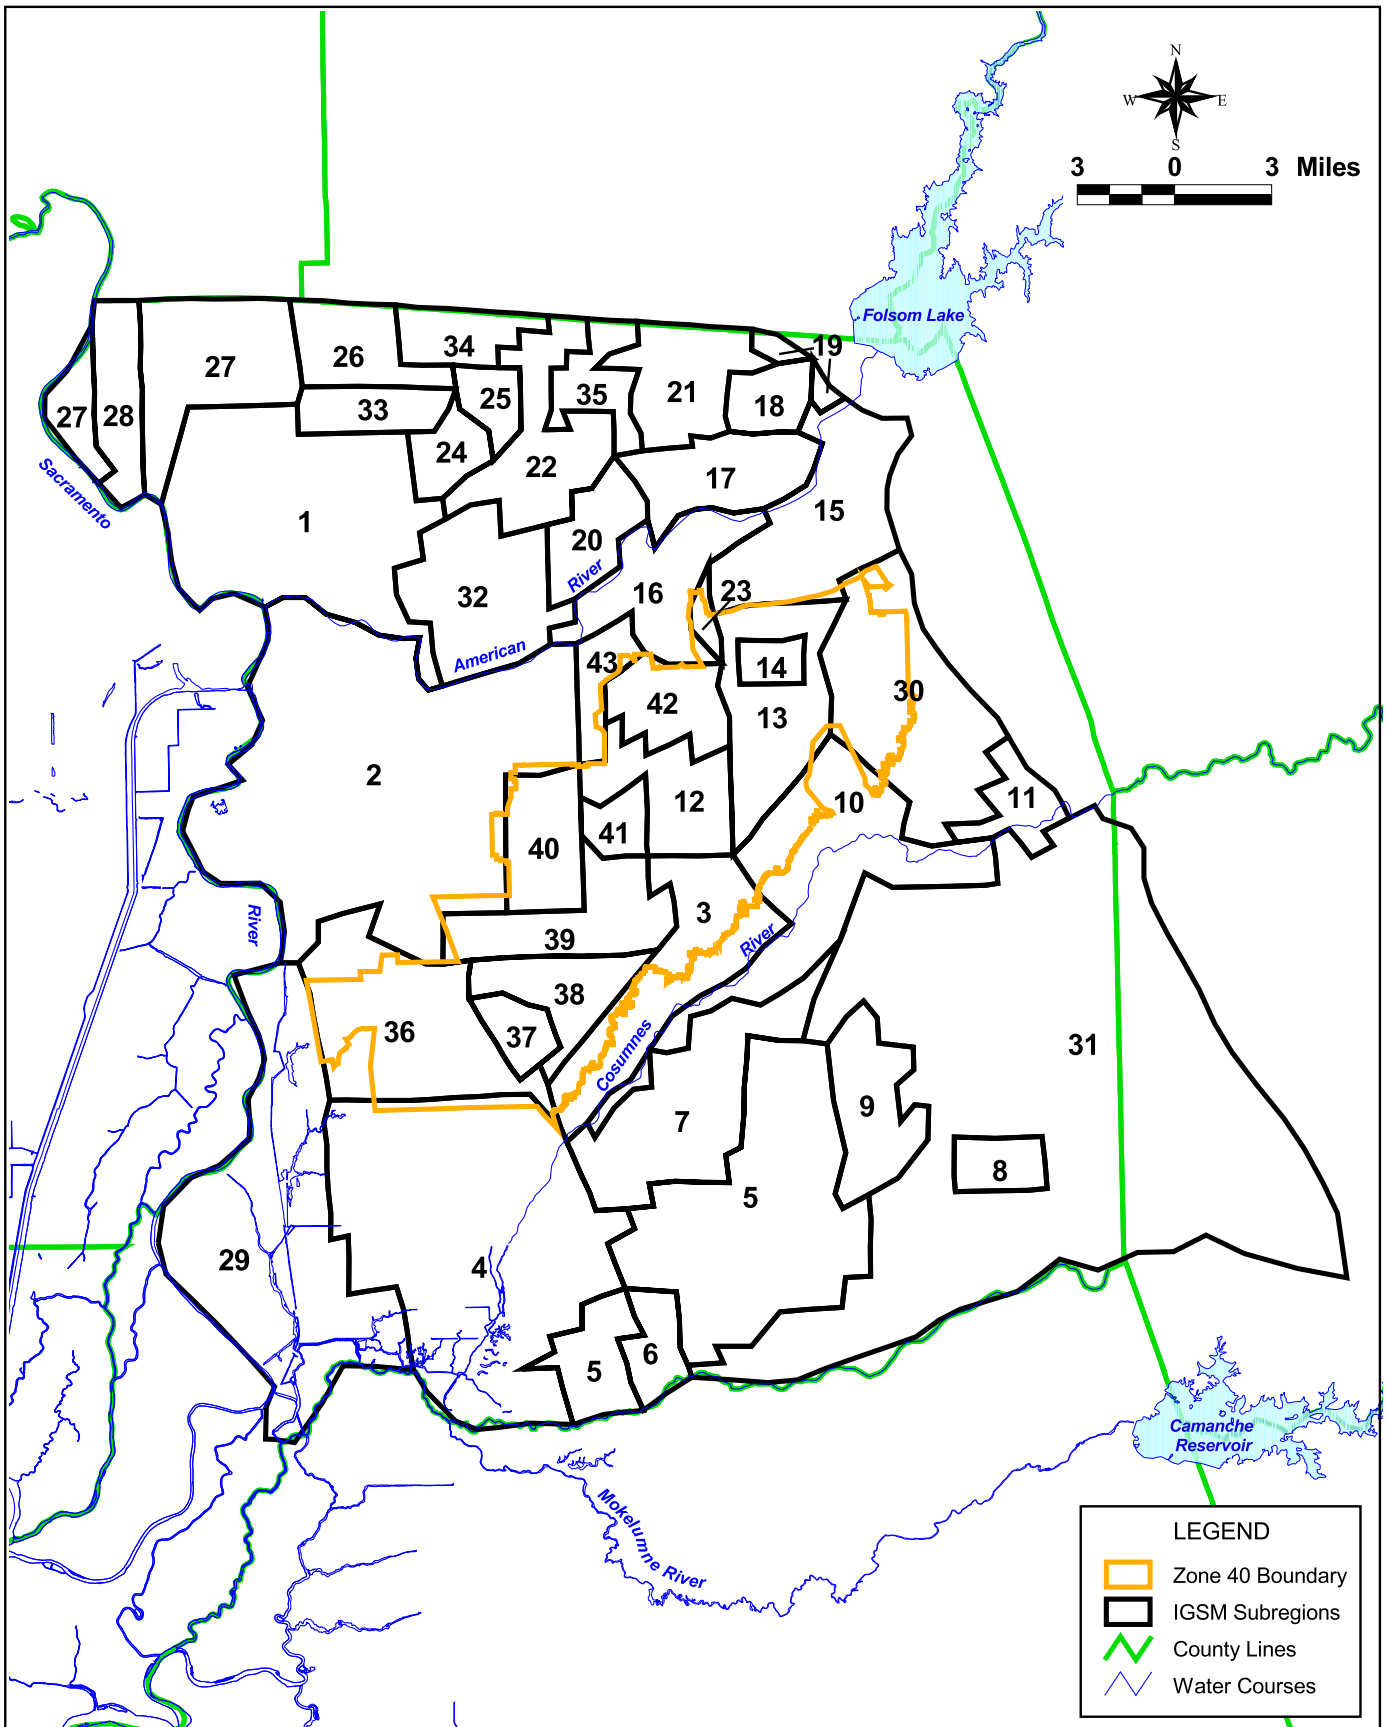 N
W E
S
3 0 3 Miles
Folsom Lake
19
34
26
27
35
21
25
18
33
27
28
24
22
17
Sacramento
1
15
20
River
16
23
32
American
43
14
30
42
13
2
12
11
10
41
40
3
River
39
River
38
36
37
31
Cosumnes
9
7
8
5
29
4
6
5
Camanche
Reservoir
Mokelumne River
LEGEND
Zone 40 Boundary
IGSM Subregions
County Lines
Water Courses